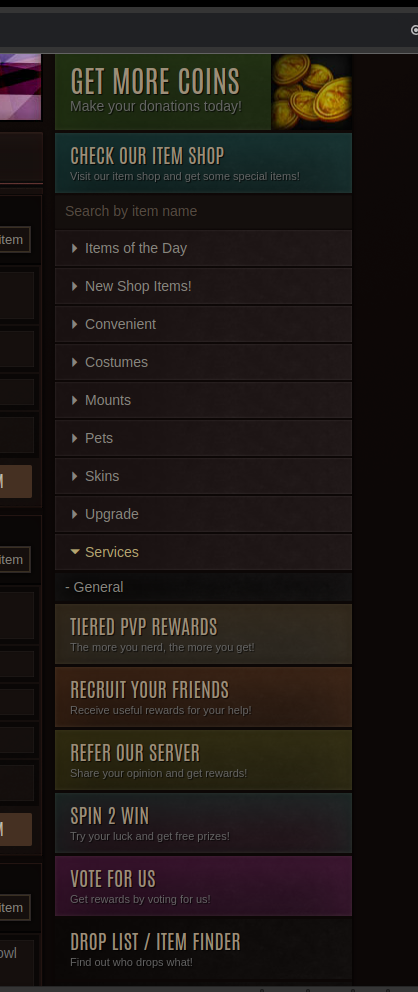 GET MORE COINS
Make your donations today!
CHECK OUR ITEM SHOP
Visit our item shop and get some special items!
Search by item name
item
Items of the Day
New Shop Items!
Convenient
Costumes
Mounts
Pets
Skins
Upgrade
Services
item
- General
TIERED PVP REWARDS
The more you nerd, the more you get!
RECRUIT YOUR FRIENDS
Receive useful rewards for your help!
REFER OUR SERVER
Share your opinion and get rewards!
SPIN 2 WIN
Try your luck and get free prizes!
VOTE FOR US
Get rewards by voting for us!
item
DROP LIST / ITEM FINDER
Find out who drops what!